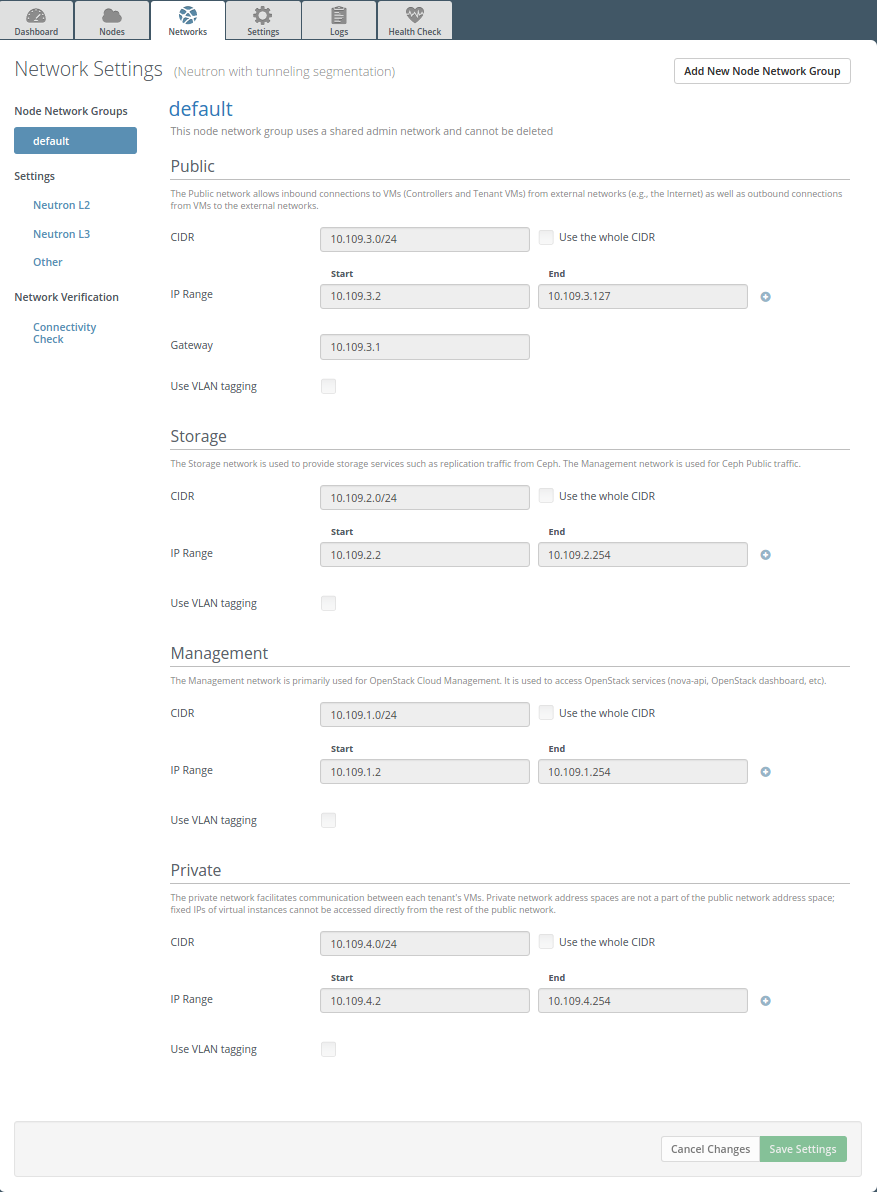 Dashboard
Nodes
Networks
Settings
Logs
Health Check
Network Settings (Neutron with tunneling segmentation)
Add New Node Network Group
Node Network Groups
default
Settings
Neutron L2
Neutron L3
Other
Network Verification
Connectivity
Check
default
This node network group uses a shared admin network and cannot be deleted
Public
The Public network allows inbound connections to VMs (Controllers and Tenant VMs) from external networks (e.g., the Internet) as well as outbound connections
from VMs to the external networks.
CIDR 10.109.3.0/24 Use the whole CIDR
Start End
IP Range 10.109.3.2 10.109.3.127
Gateway 10.109.3.1
Use VLAN tagging
Storage
The Storage network is used to provide storage services such as replication traffic from Ceph. The Management network is used for Ceph Public traffic.
CIDR 10.109.2.0/24 Use the whole CIDR
Start End
IP Range 10.109.2.2 10.109.2.254
Use VLAN tagging
Management
The Management network is primarily used for OpenStack Cloud Management. It is used to access OpenStack services (nova-api, OpenStack dashboard, etc).
CIDR 10.109.1.0/24 Use the whole CIDR
Start End
IP Range 10.109.1.2 10.109.1.254
Use VLAN tagging
Private
The private network facilitates communication between each tenant's VMs. Private network address spaces are not a part of the public network address space;
fixed IPs of virtual instances cannot be accessed directly from the rest of the public network.
CIDR 10.109.4.0/24 Use the whole CIDR
Start End
IP Range 10.109.4.2 10.109.4.254
Use VLAN tagging
Cancel Changes Save Settings